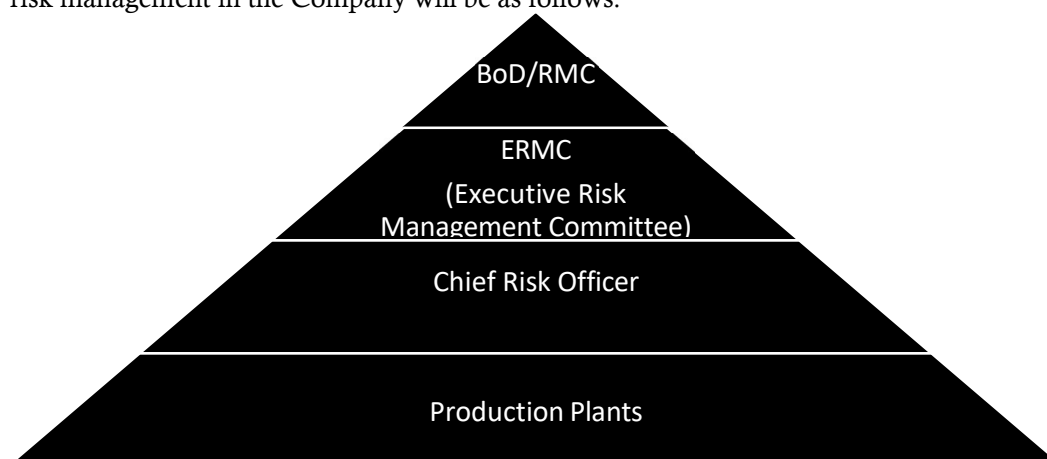 risk management in the Company will be as follows:
BoD/RMC
ERMC
(Executive Risk
Management Committee)
Chief Risk Officer
Production Plants